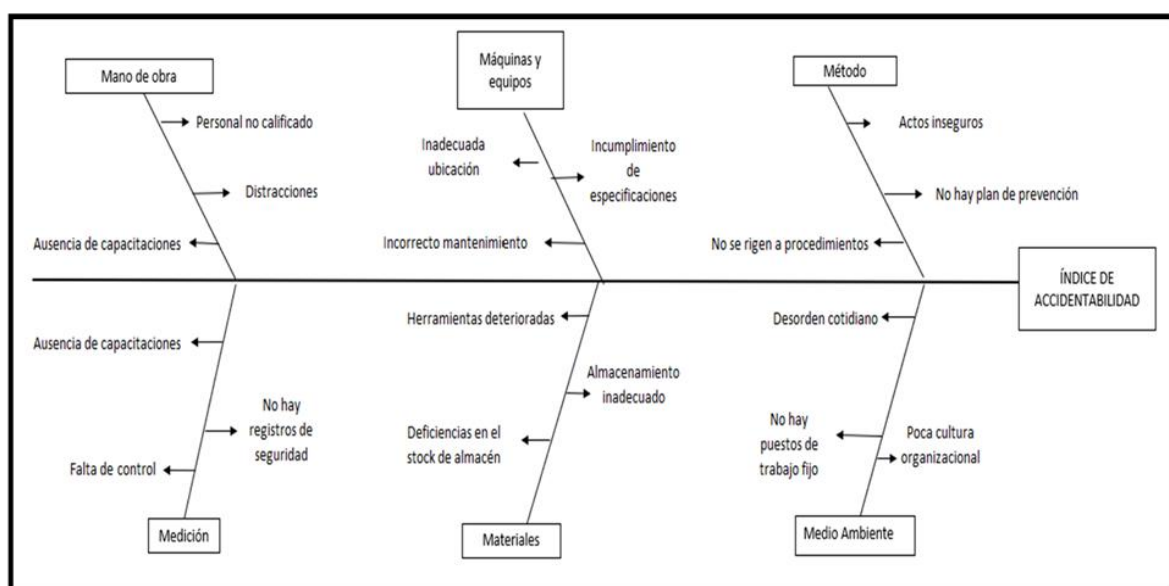 Mano de obra
Máquinas y
equipos
Método
Personal no calificado
Distracciones
Ausencia de capacitaciones
Inadecuada
ubicación
Incumplimiento
de
especificaciones
Incorrecto mantenimiento
Actos inseguros
No hay plan de prevención
No se rigen a procedimientos
ÍNDICE DE
ACCIDENTABILIDAD
Ausencia de capacitaciones
No hay
registros de
seguridad
Falta de control
Medición
Herramientas deterioradas
Almacenamiento
inadecuado
Deficiencias en el
stock de almacén
Materiales
Desorden cotidiano
No hay
puestos de
trabajo fijo
Poca cultura
organizacional
Medio Ambiente